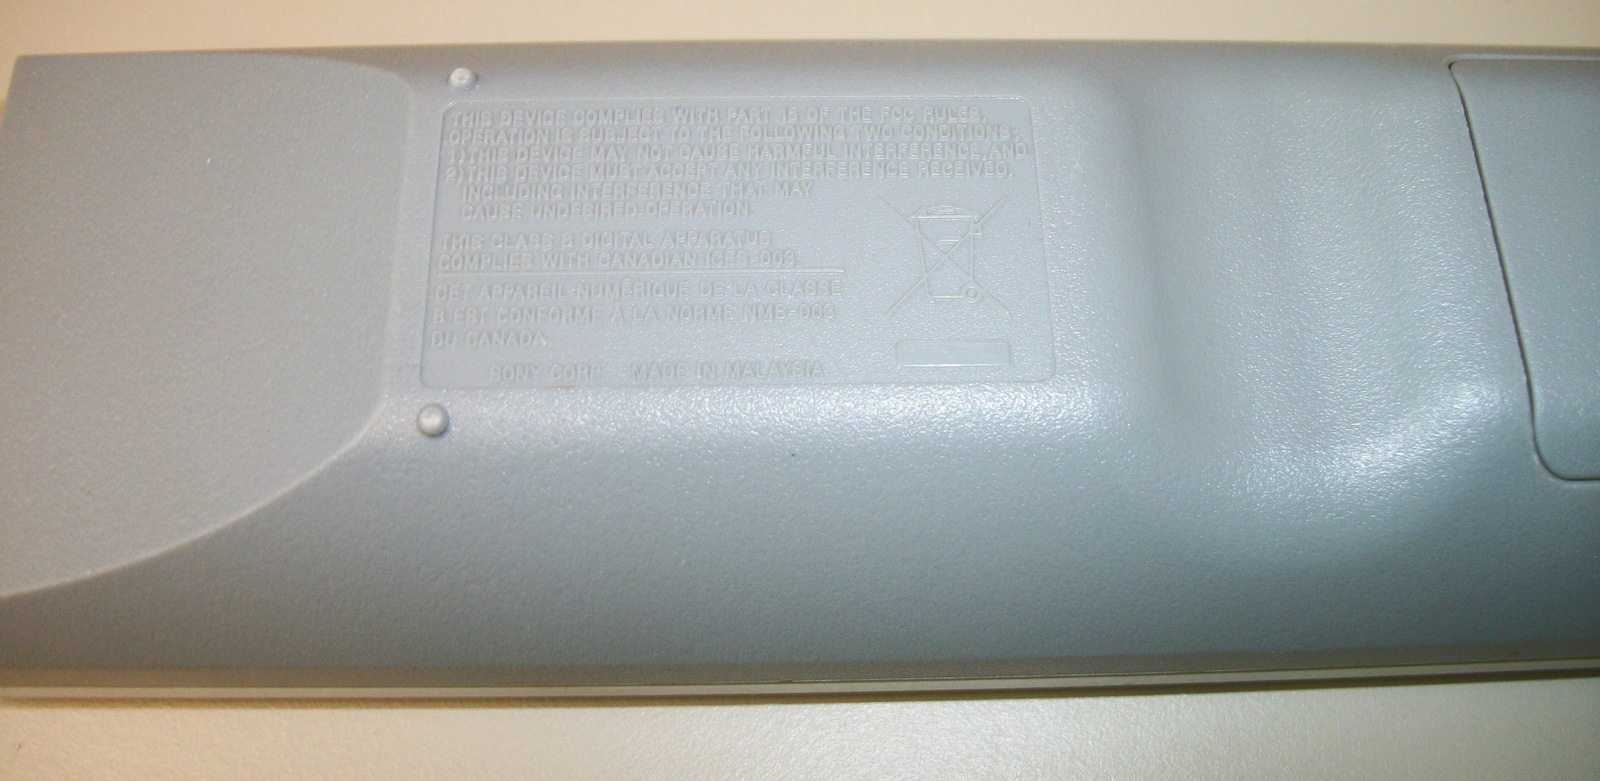 THIS DEVICE COMPLIES WITH PART 15 OF THE FCC RULES.
OPERATION IS SUBJECT TO THE FOLLOWING TWO CONDITIONS:
1) THIS DEVICE MAY NOT CAUSE HARMFUL INTERFERENCE, AND
2) THIS DEVICE MUST ACCEPT ANY INTERFERENCE RECEIVED,
INCLUDING INTERFERENCE THAT MAY
CAUSE UNDESIRED OPERATION.
THIS CLASS B DIGITAL APPARATUS
COMPLIES WITH CANADIAN ICES-003.
CET APPAREIL NUMÉRIQUE DE LA CLASSE
B EST CONFORME À LA NORME NMB-003
DU CANADA.
SONY CORP. MADE IN MALAYSIA